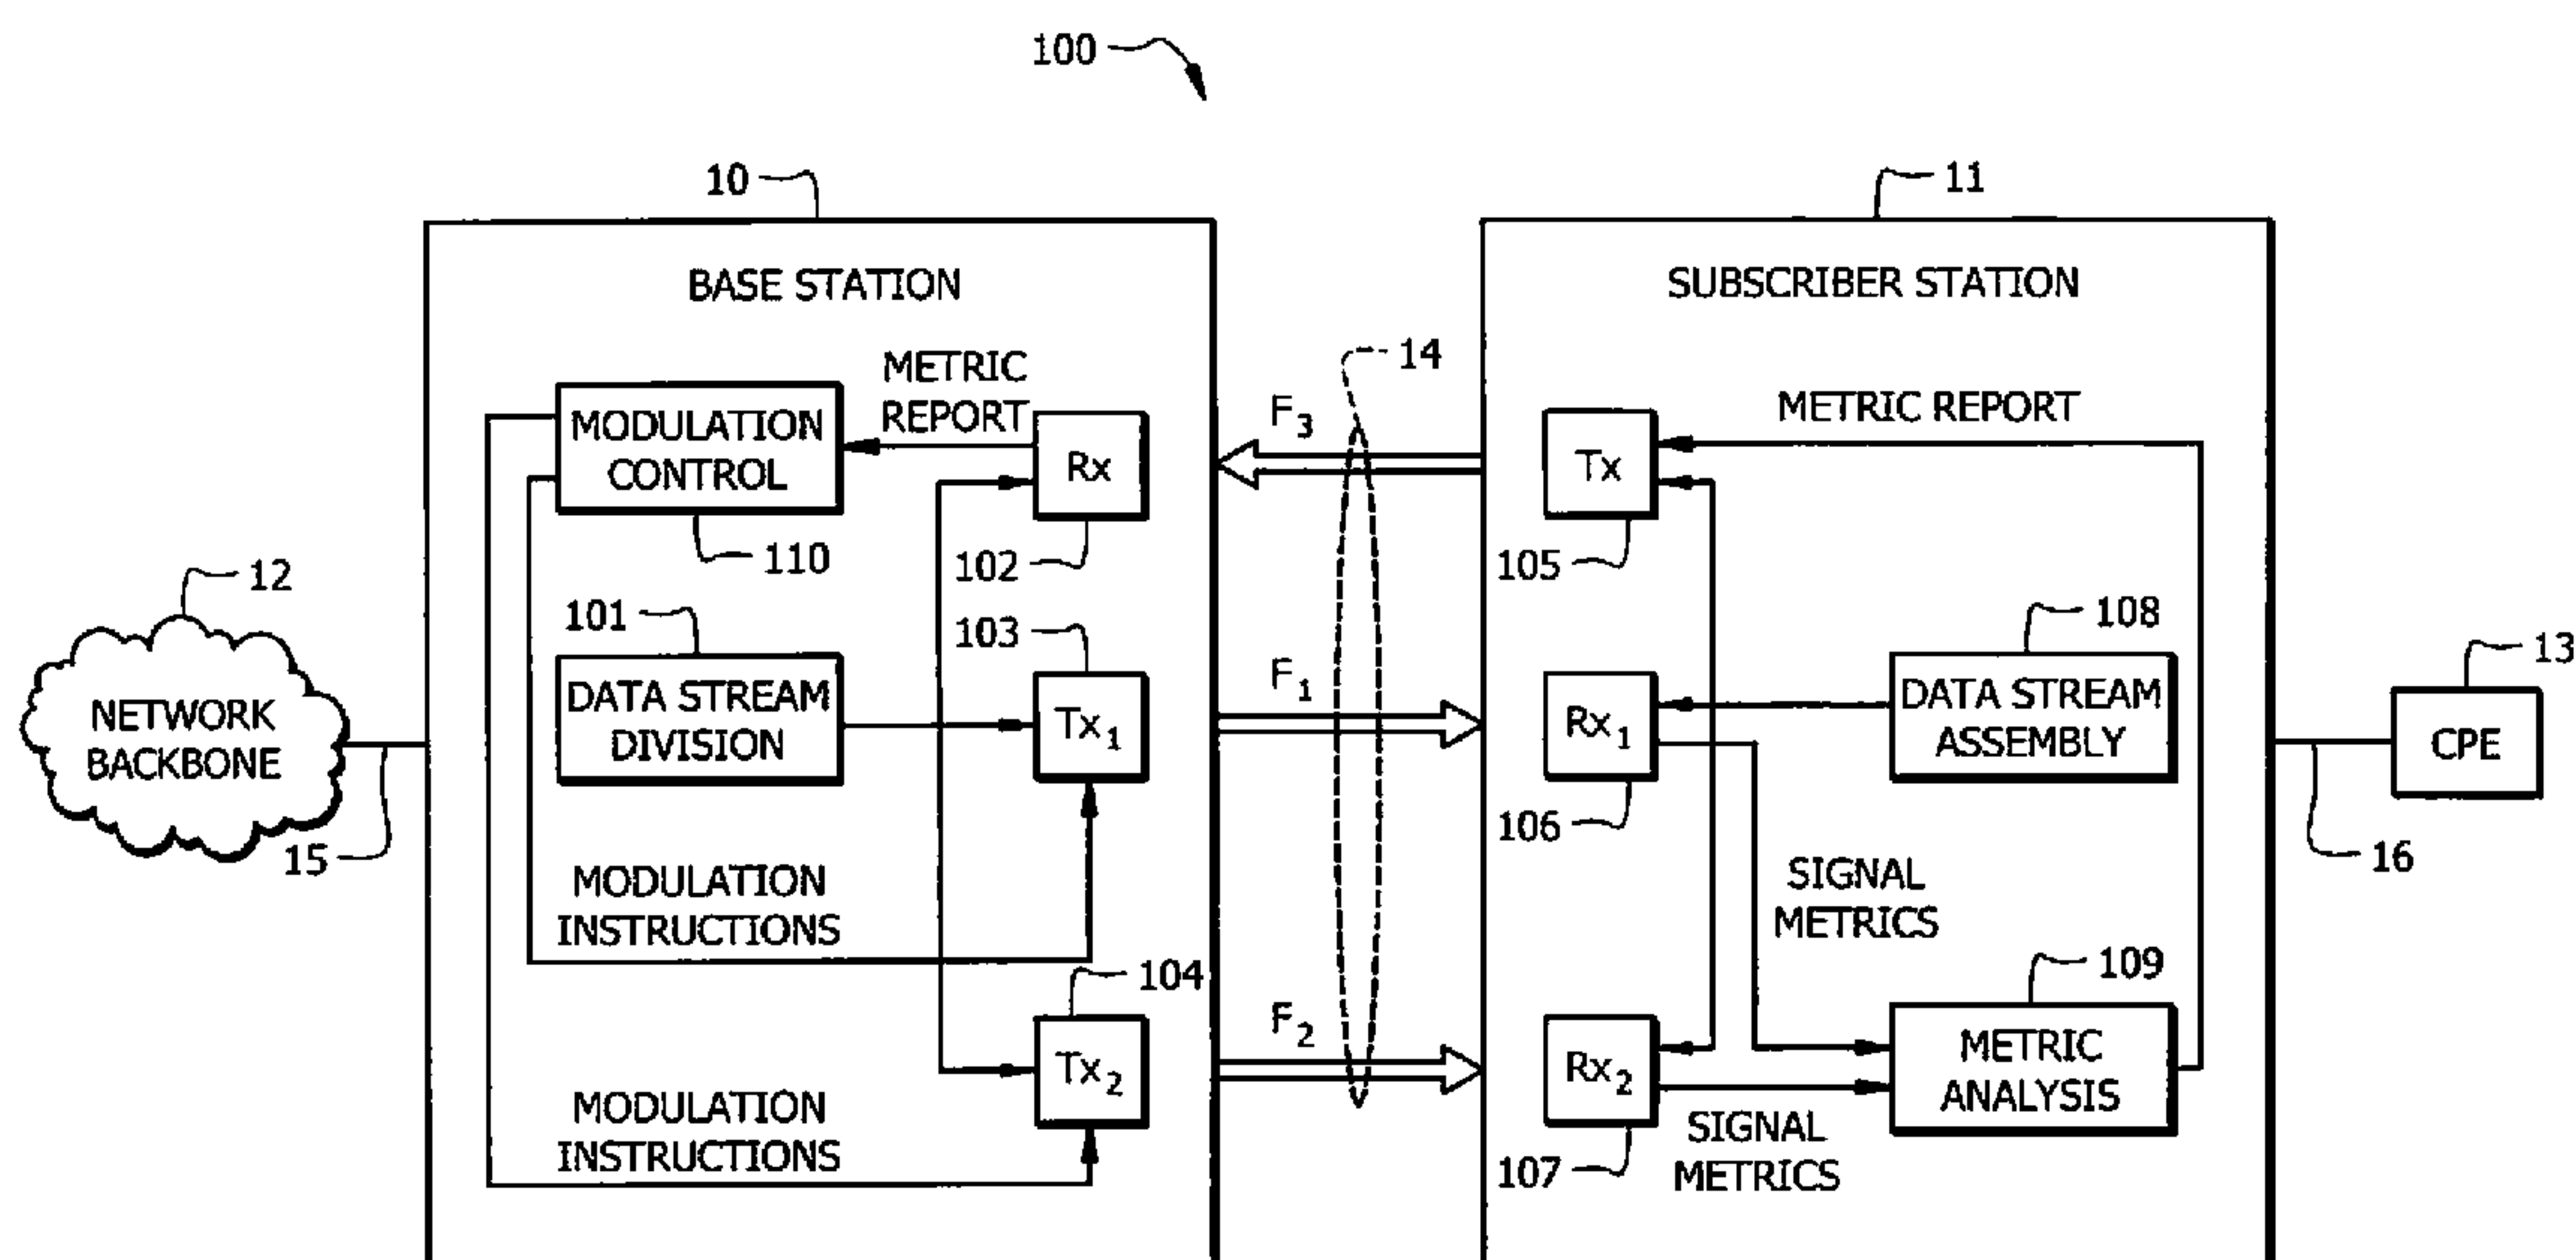 100
10
11
BASE STATION
SUBSCRIBER STATION
METRIC
REPORT
MODULATION
CONTROL
Rx
110
102
14
F3
METRIC REPORT
Tx
105
12
NETWORK
BACKBONE
15
101
DATA STREAM
DIVISION
103
Tx1
F1
Rx1
106
108
DATA STREAM
ASSEMBLY
13
CPE
16
MODULATION
INSTRUCTIONS
104
Tx2
MODULATION
INSTRUCTIONS
F2
SIGNAL
METRICS
109
METRIC
ANALYSIS
Rx2
107
SIGNAL
METRICS